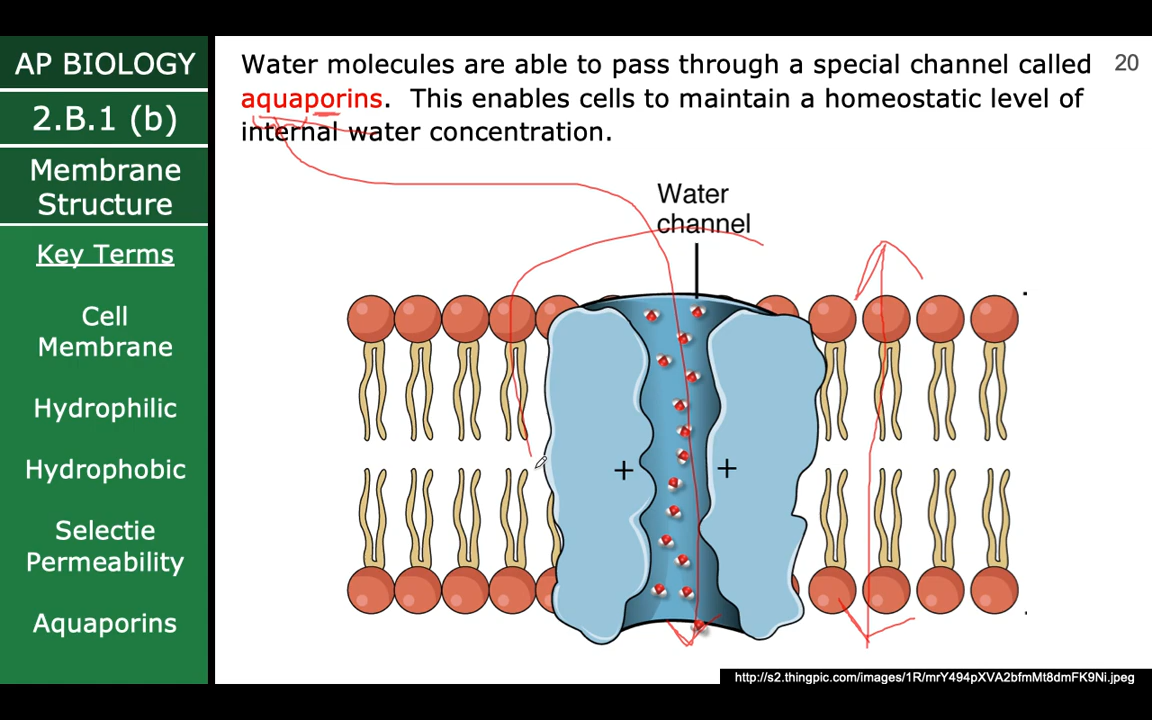 AP BIOLOGY
2.B.1 (b)
Membrane
Structure
Key Terms
Cell
Membrane
Hydrophilic
Hydrophobic
Selectie
Permeability
Aquaporins
Water molecules are able to pass through a special channel called
aquaporins. This enables cells to maintain a homeostatic level of
internal water concentration.
20
Water
channel
+ +
http://s2.thingpic.com/images/1R/mrY494pXVA2bfmMt8dmFK9Ni.jpeg